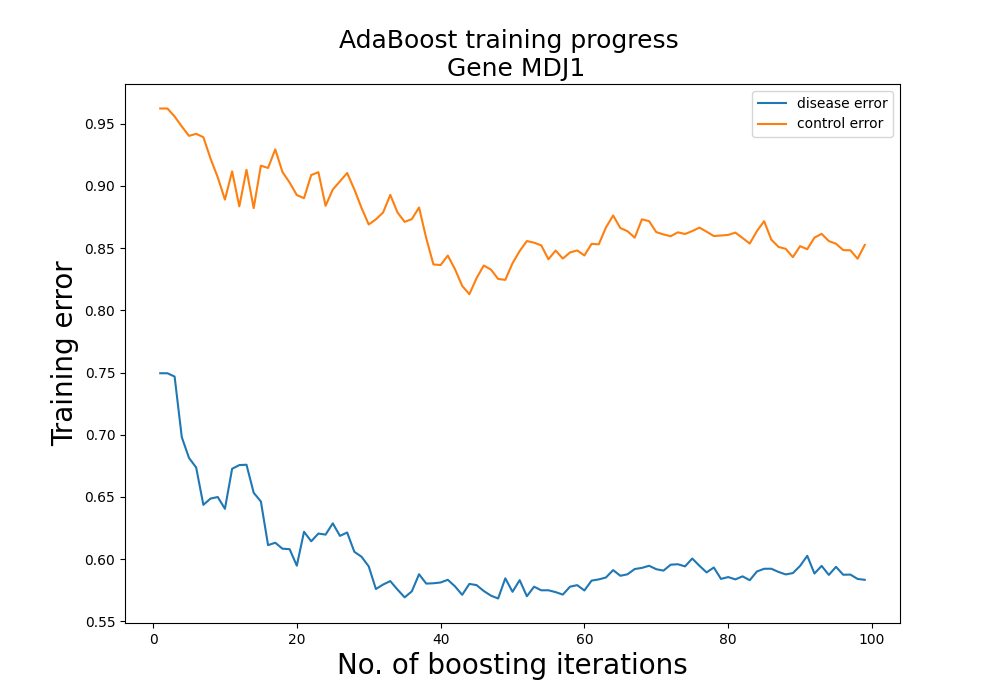 AdaBoost training progress
Gene MDJ1
disease error
control error
Training error
0.95
0.90
0.85
0.80
0.75
0.70
0.65
0.60
0.55
0 20 40 60 80 100
No. of boosting iterations